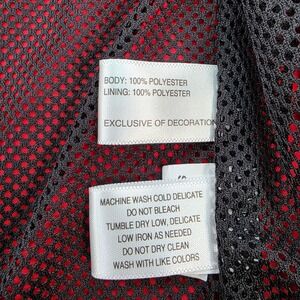 BODY: 100% POLYESTER
LINING: 100% POLYESTER
EXCLUSIVE OF DECORATION
MACHINE WASH COLD DELICATE
DO NOT BLEACH
TUMBLE DRY LOW, DELICATE
LOW IRON AS NEEDED
DO NOT DRY CLEAN
WASH WITH LIKE COLORS